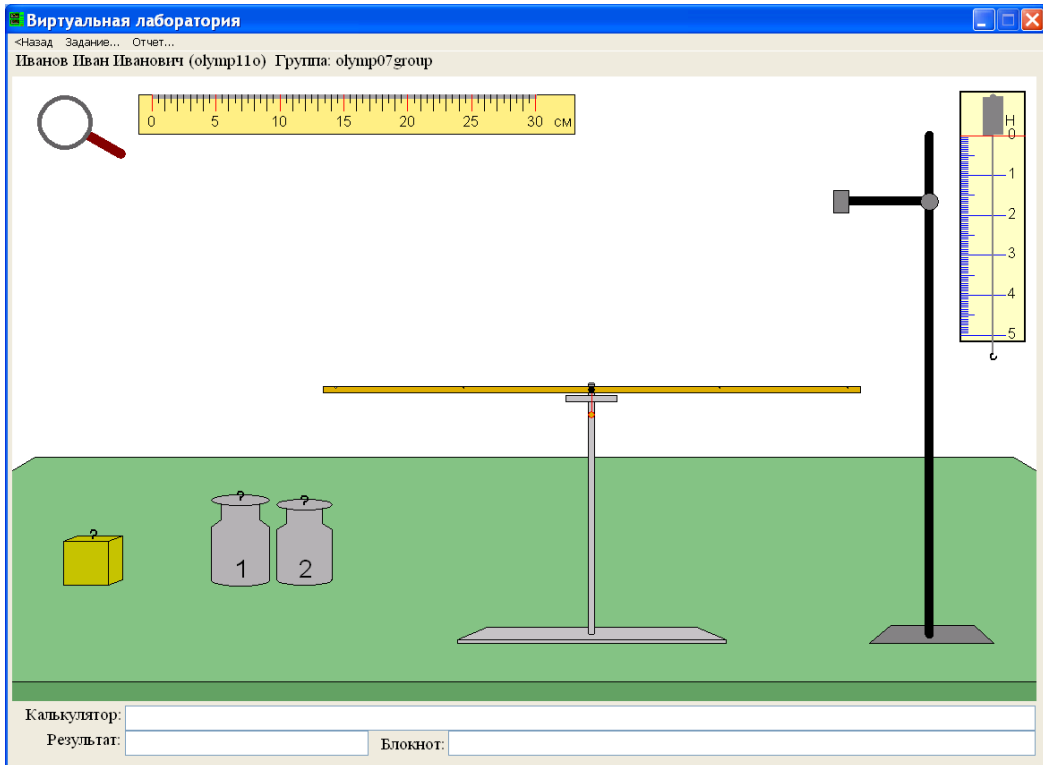 Виртуальная лаборатория
<Назад Задание... Отчет...
Иванов Иван Иванович (olymp11o) Группа: olymp07group
0 5 10 15 20 25 30 см
Н
0
1
2
3
4
5
1 2
Калькулятор:
Результат: Блокнот: